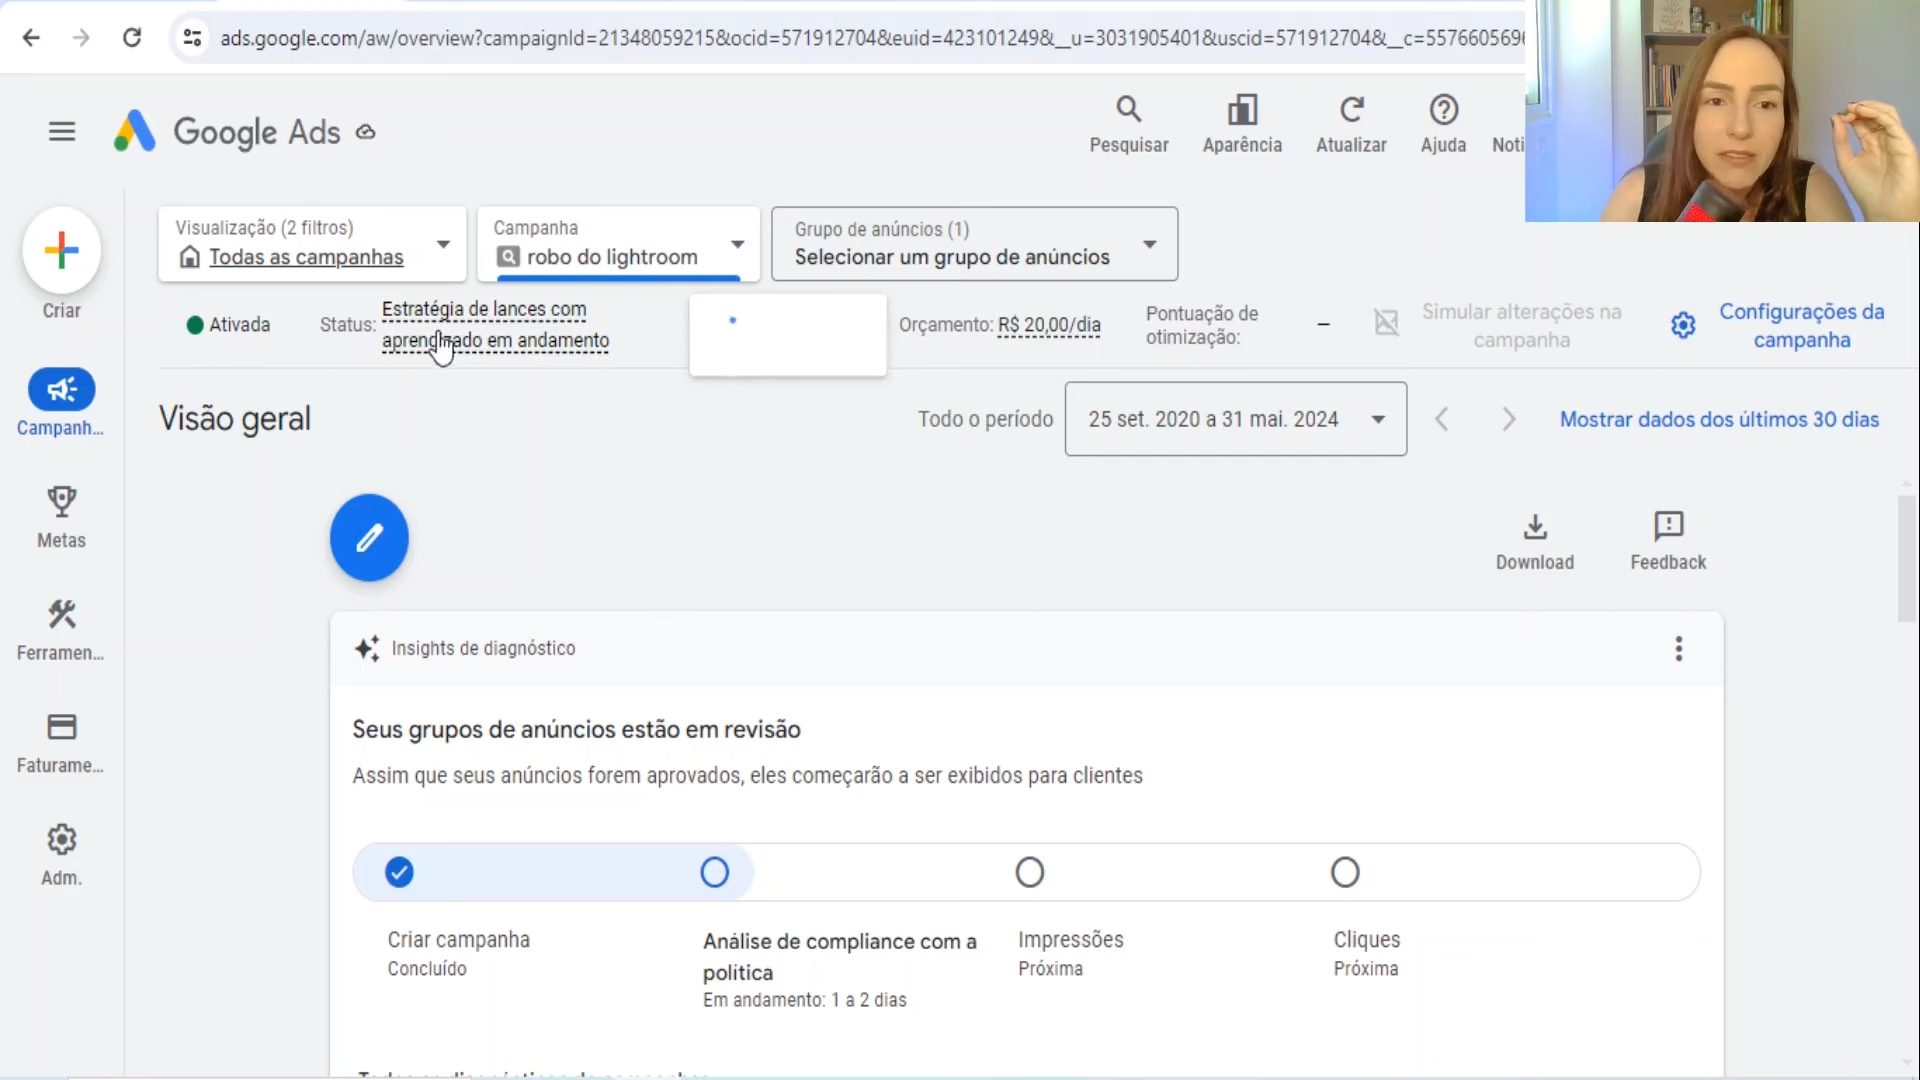 ads.google.com/aw/overview?campaignId=21348059215&ocid=571912704&euid=423101249&__u=3031905401&uscid=571912704&__c=557660569
Google Ads
Pesquisar
Aparência
Atualizar
Ajuda
Noti
Criar
Visualização (2 filtros)
Todas as campanhas
Campanha
robo do lightroom
Grupo de anúncios (1)
Selecionar um grupo de anúncios
Ativada
Status: Estratégia de lances com
aprendizado em andamento
Orçamento: R$ 20,00/dia
Pontuação de
otimização:
–
Simular alterações na
campanha
Configurações da
campanha
Campanh...
Metas
Ferramen...
Faturame...
Adm.
Visão geral
Todo o período
25 set. 2020 a 31 mai. 2024
Mostrar dados dos últimos 30 dias
Download
Feedback
Insights de diagnóstico
Seus grupos de anúncios estão em revisão
Assim que seus anúncios forem aprovados, eles começarão a ser exibidos para clientes
Criar campanha
Concluído
Análise de compliance com a
política
Em andamento: 1 a 2 dias
Impressões
Próxima
Cliques
Próxima